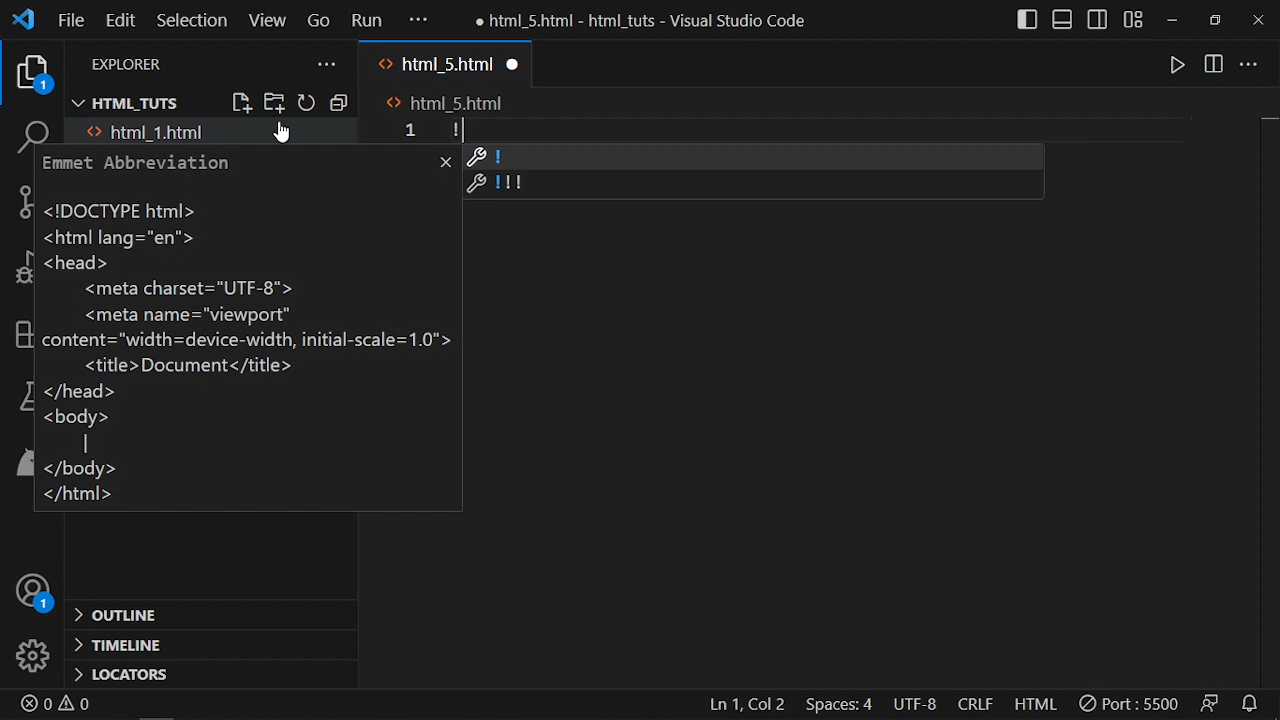 File Edit Selection View Go Run ··· ● html_5.html - html_tuts - Visual Studio Code
EXPLORER ···
html_5.html ●
1
HTML_TUTS
html_5.html
html_1.html
1 !
Emmet Abbreviation
!
!!!
<!DOCTYPE html>
<html lang="en">
<head>
<meta charset="UTF-8">
<meta name="viewport"
content="width=device-width, initial-scale=1.0">
<title>Document</title>
</head>
<body>
</body>
</html>
1
OUTLINE
TIMELINE
LOCATORS
0 0 Ln 1, Col 2 Spaces: 4 UTF-8 CRLF HTML Port : 5500